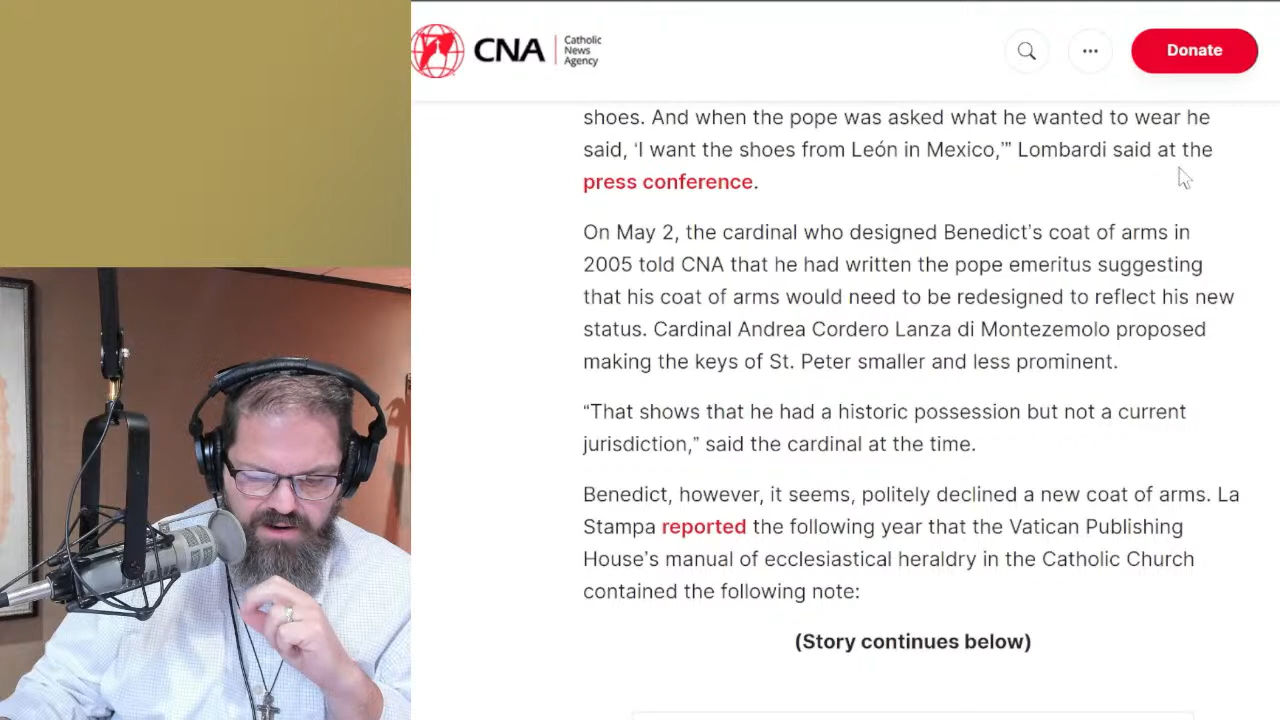 CNA
Catholic
News
Agency
Donate
shoes. And when the pope was asked what he wanted to wear he
said, ‘I want the shoes from León in Mexico,’” Lombardi said at the
press conference.
On May 2, the cardinal who designed Benedict’s coat of arms in
2005 told CNA that he had written the pope emeritus suggesting
that his coat of arms would need to be redesigned to reflect his new
status. Cardinal Andrea Cordero Lanza di Montezemolo proposed
making the keys of St. Peter smaller and less prominent.
“That shows that he had a historic possession but not a current
jurisdiction,” said the cardinal at the time.
Benedict, however, it seems, politely declined a new coat of arms. La
Stampa reported the following year that the Vatican Publishing
House’s manual of ecclesiastical heraldry in the Catholic Church
contained the following note:
(Story continues below)